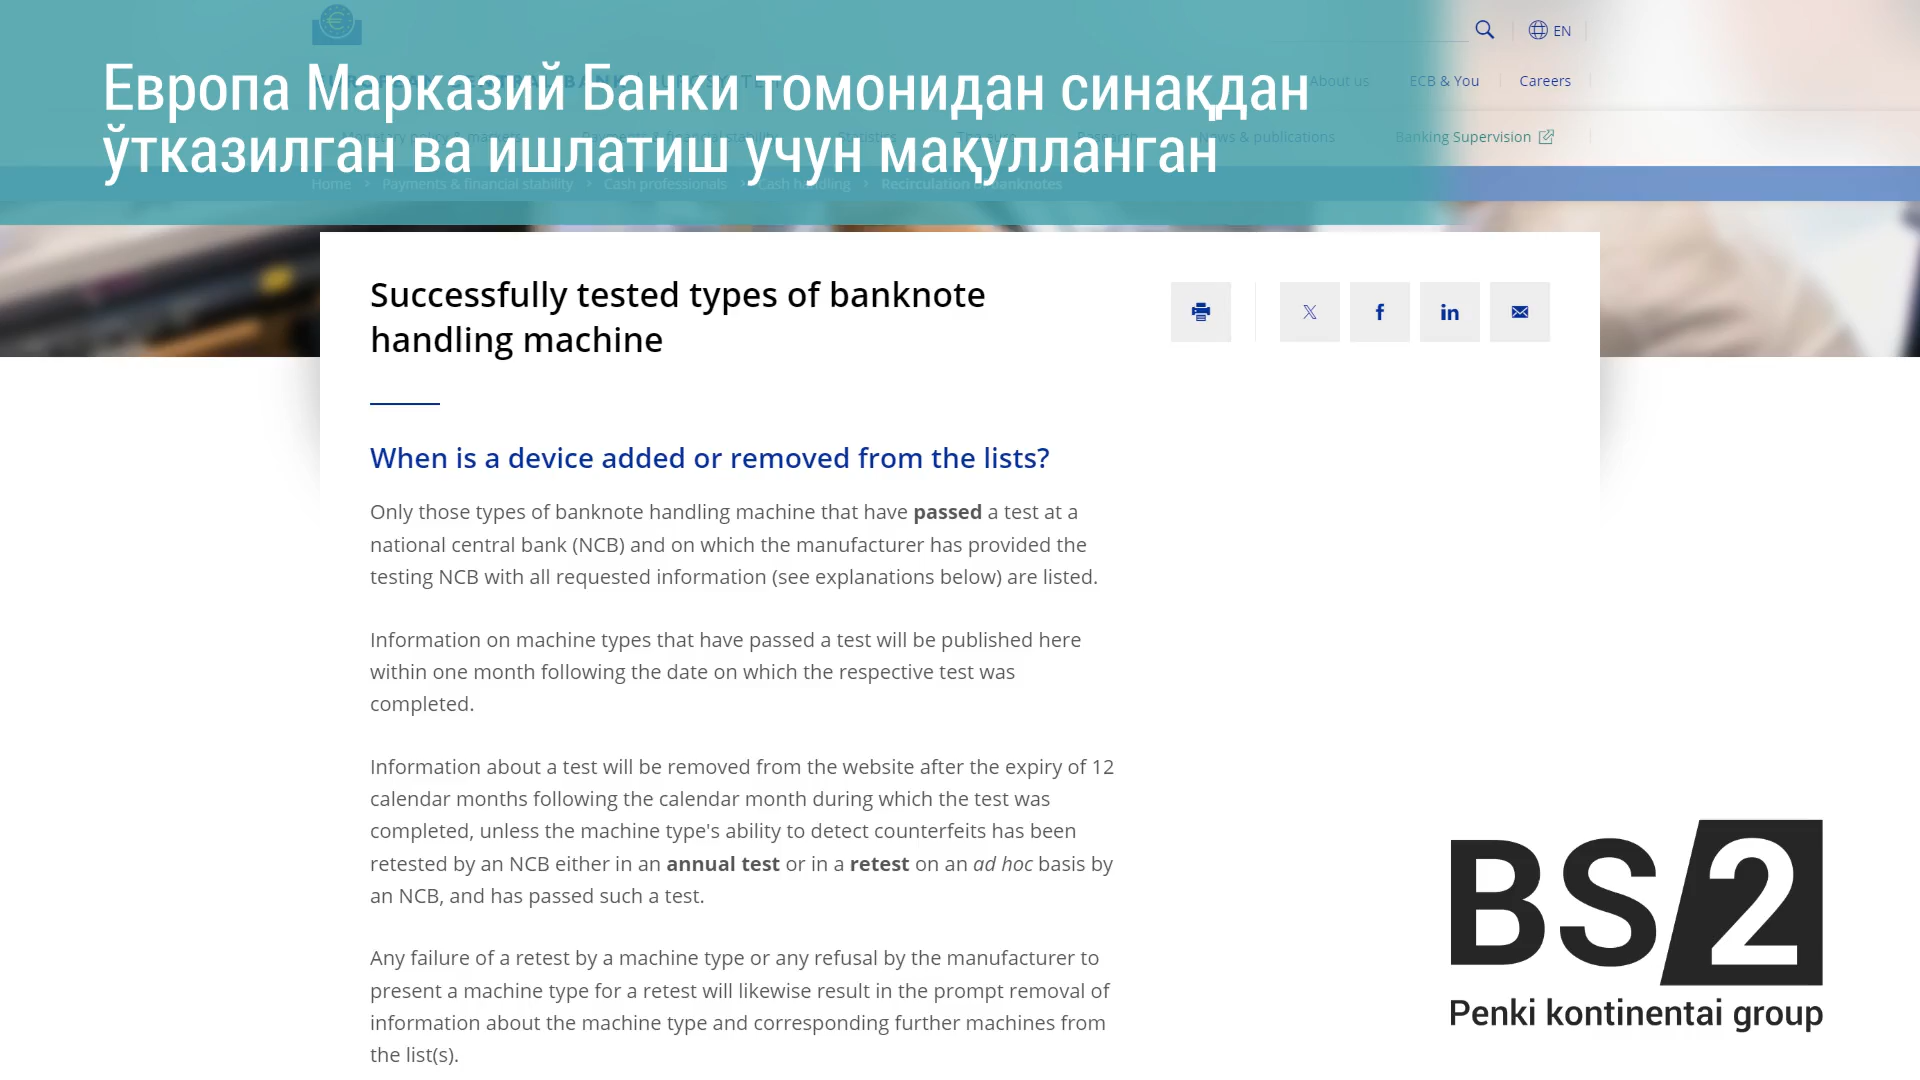 EN
Европа Марказий Банки томонидан синақдан
ўтказилган ва ишлатиш учун мақулланган
About us
ECB & You
Careers
News & publications
Banking Supervision
Home > Payments & financial stability > Cash professionals > Cash handling > Recirculation of banknotes
Successfully tested types of banknote
handling machine
When is a device added or removed from the lists?
Only those types of banknote handling machine that have passed a test at a
national central bank (NCB) and on which the manufacturer has provided the
testing NCB with all requested information (see explanations below) are listed.
Information on machine types that have passed a test will be published here
within one month following the date on which the respective test was
completed.
Information about a test will be removed from the website after the expiry of 12
calendar months following the calendar month during which the test was
completed, unless the machine type's ability to detect counterfeits has been
retested by an NCB either in an annual test or in a retest on an ad hoc basis by
an NCB, and has passed such a test.
Any failure of a retest by a machine type or any refusal by the manufacturer to
present a machine type for a retest will likewise result in the prompt removal of
information about the machine type and corresponding further machines from
the list(s).
BS/2
Penki kontinentai group